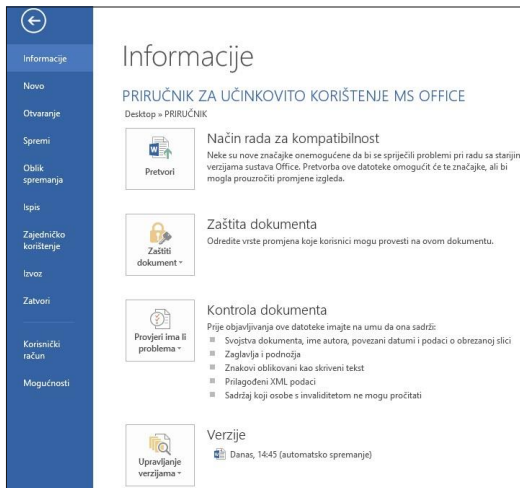 Informacije
Novo
Otvaranje
Spremi
Oblik
spremanja
Ispis
Zajedničko
korištenje
Izvoz
Zatvori
Korisnički
račun
Mogućnosti
Informacije
PRIRUČNIK ZA UČINKOVITO KORIŠTENJE MS OFFICE
Desktop » PRIRUČNIK
Pretvori
Način rada za kompatibilnost
Neke su nove značajke onemogućene da bi se spriječili problemi pri radu sa starijin
verzijama sustava Office. Pretvorba ove datoteke omogućit će te značajke, ali bi
mogla prouzročiti promjene izgleda.
Zaštiti
dokument
Zaštita dokumenta
Odredite vrste promjena koje korisnici mogu provesti na ovom dokumentu.
Provjeri ima li
problema
Kontrola dokumenta
Prije objavljivanja ove datoteke imajte na umu da ona sadrži:
Svojstva dokumenta, ime autora, povezani datumi i podaci o obrezanoj slici
Zaglavlja i podnožja
Znakovi oblikovani kao skriveni tekst
Prilagođeni XML podaci
Sadržaj koji osobe s invaliditetom ne mogu pročitati
Upravljanje
verzijama
Verzije
Danas, 14:45 (automatsko spremanje)